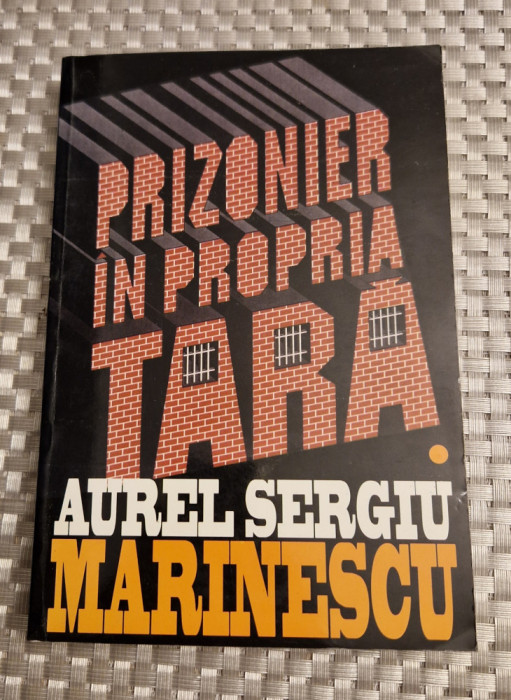 PRIZONIER
ÎN PROPRIA
ȚARĂ
AUREL SERGIU
MARINESCU